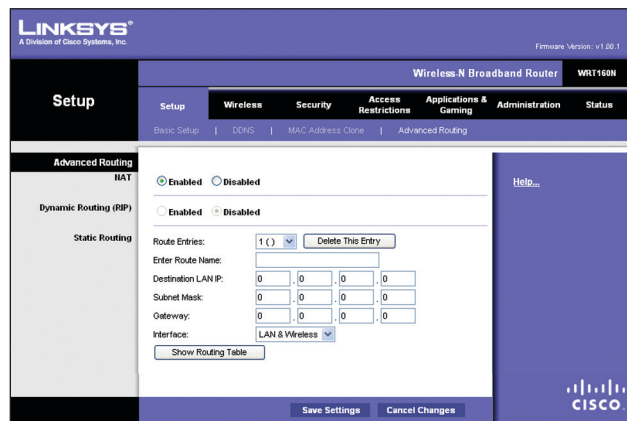 LINKSYS®
A Division of Cisco Systems, Inc.
Firmware Version: v1.00.1
Wireless-N Broadband Router WRT160N
Setup
Setup Wireless Security Access Restrictions Applications & Gaming Administration Status
Basic Setup | DDNS | MAC Address Clone | Advanced Routing
Advanced Routing
NAT
Enabled Disabled
Help...
Dynamic Routing (RIP)
Enabled Disabled
Static Routing
Route Entries: 1 ( ) Delete This Entry
Enter Route Name:
Destination LAN IP: 0 . 0 . 0 . 0
Subnet Mask: 0 . 0 . 0 . 0
Gateway: 0 . 0 . 0 . 0
Interface: LAN & Wireless
Show Routing Table
Save Settings Cancel Changes
CISCO.